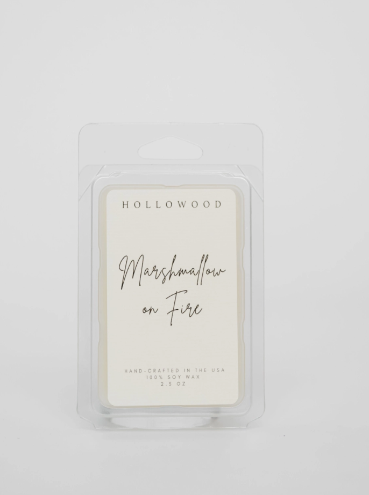 HOLLOWOOD
Marshmallow
on Fire
HAND-CRAFTED IN THE USA
100% SOY WAX
2.5 OZ